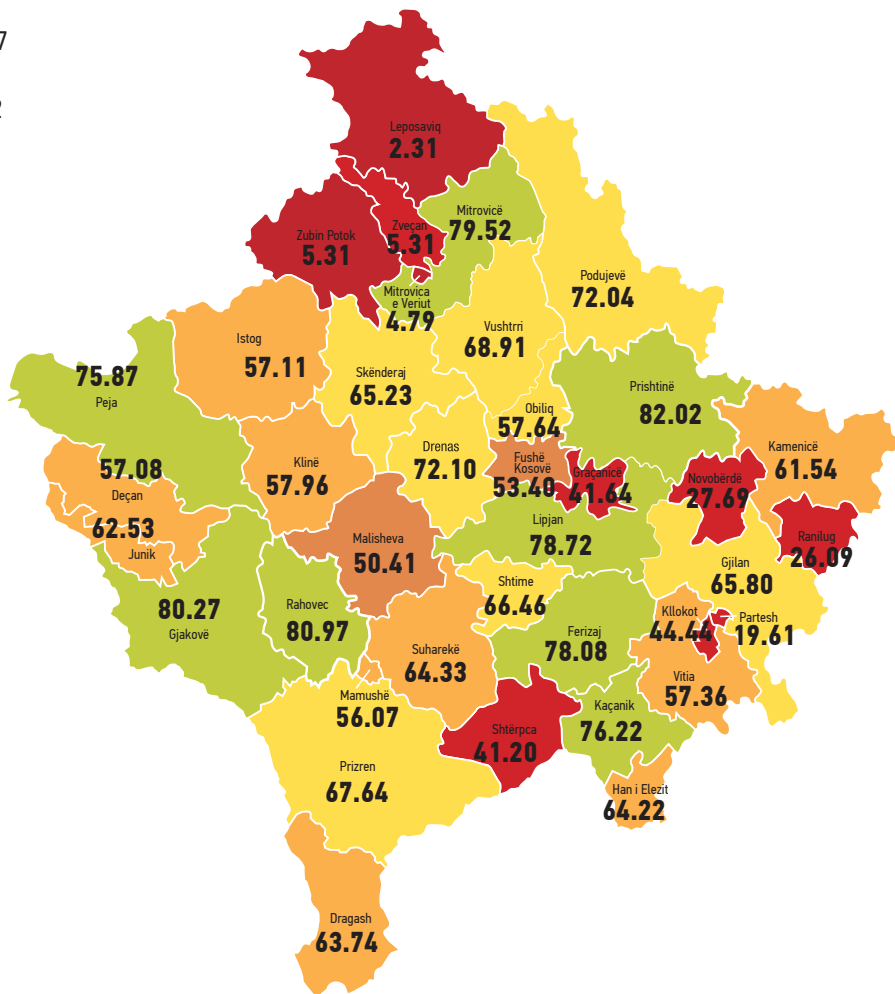 7
2
Leposaviq
2.31
Zubin Potok
5.31
Zveçan
5.31
Mitrovicë
79.52
Mitrovica
e Veriut
4.79
Podujevë
72.04
Vushtrri
68.91
Istog
57.11
Skënderaj
65.23
75.87
Peja
Prishtinë
82.02
Obiliq
57.64
Drenas
72.10
Fushë
Kosovë
53.40
Graçanicë
41.64
Novobërdë
27.69
Kamenicë
61.54
Klinë
57.96
57.08
Deçan
62.53
Junik
Malisheva
50.41
Lipjan
78.72
Ranilug
26.09
Gjilan
65.80
Shtime
66.46
80.27
Gjakovë
Rahovec
80.97
Kllokot
44.44
Partesh
19.61
Ferizaj
78.08
Suharekë
64.33
Vitia
57.36
Mamushë
56.07
Kaçanik
76.22
Shtërpca
41.20
Prizren
67.64
Han i Elezit
64.22
Dragash
63.74